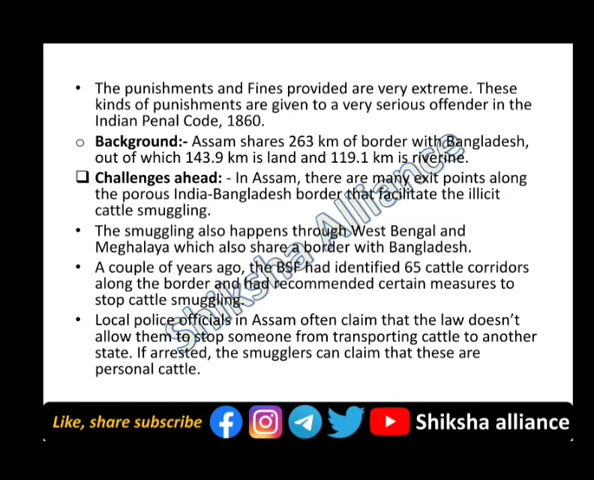 • The punishments and Fines provided are very extreme. These
kinds of punishments are given to a very serious offender in the
Indian Penal Code, 1860.
o Background:- Assam shares 263 km of border with Bangladesh,
out of which 143.9 km is land and 119.1 km is riverine.
❑ Challenges ahead: - In Assam, there are many exit points along
the porous India-Bangladesh border that facilitate the illicit
cattle smuggling.
• The smuggling also happens through West Bengal and
Meghalaya which also share a border with Bangladesh.
• A couple of years ago, the BSF had identified 65 cattle corridors
along the border and had recommended certain measures to
stop cattle smuggling.
• Local police officials in Assam often claim that the law doesn't
allow them to stop someone from transporting cattle to another
state. If arrested, the smugglers can claim that these are
personal cattle.
Shiksha Alliance
Like, share subscribe Shiksha alliance